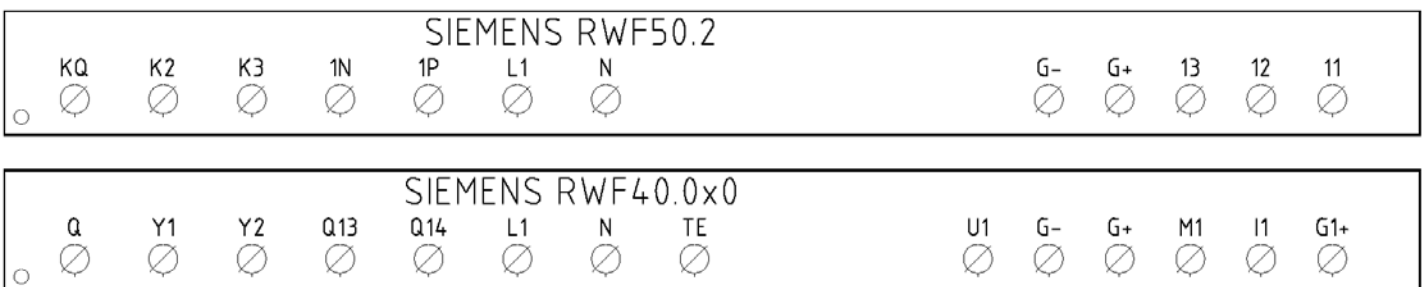 SIEMENS RWF50.2
KQ K2 K3 1N 1P L1 N G- G+ 13 12 11
SIEMENS RWF40.0x0
Q Y1 Y2 Q13 Q14 L1 N TE U1 G- G+ M1 I1 G1+